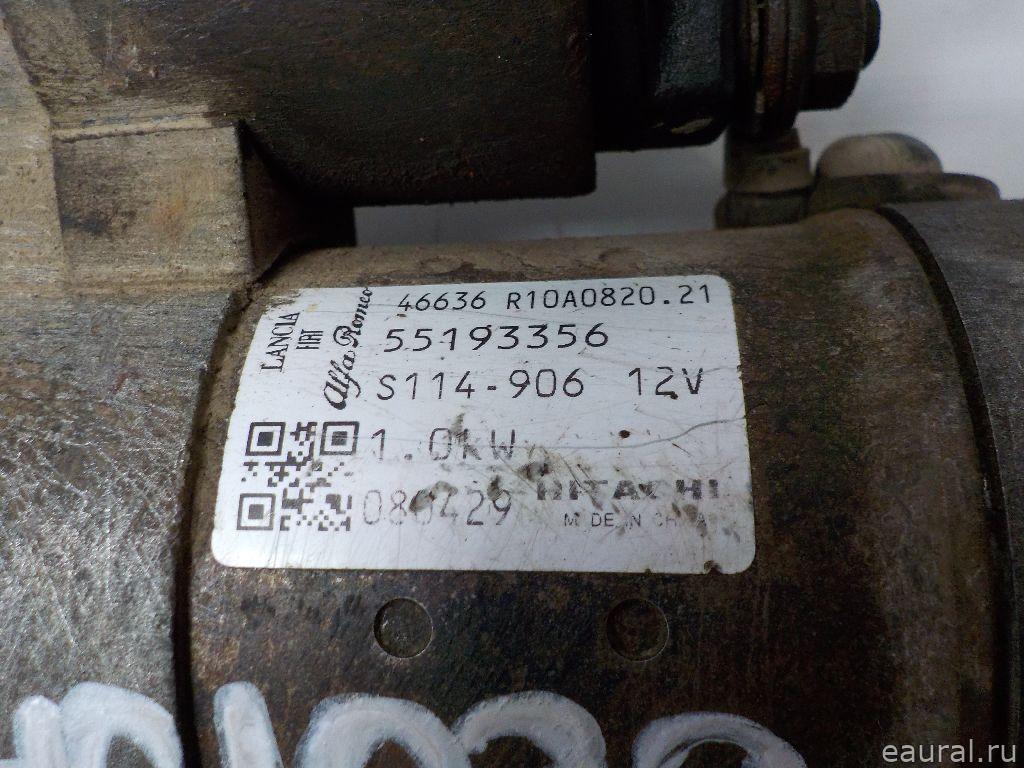 LANCIA
FIAT
Alfa Romeo
46636 R10A0820.21
55193356
S114-906 12V
1.0kW
HITACHI
MADE IN CHINA
eaural.ru